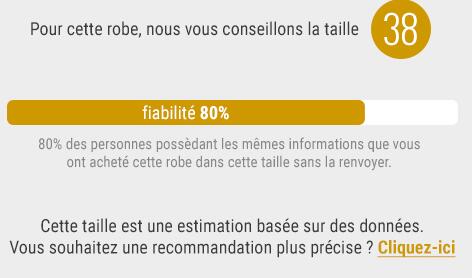 Pour cette robe, nous vous conseillons la taille 38
fiabilité 80%
80% des personnes possèdant les mêmes informations que vous
ont acheté cette robe dans cette taille sans la renvoyer.
Cette taille est une estimation basée sur des données.
Vous souhaitez une recommandation plus précise ? Cliquez-ici